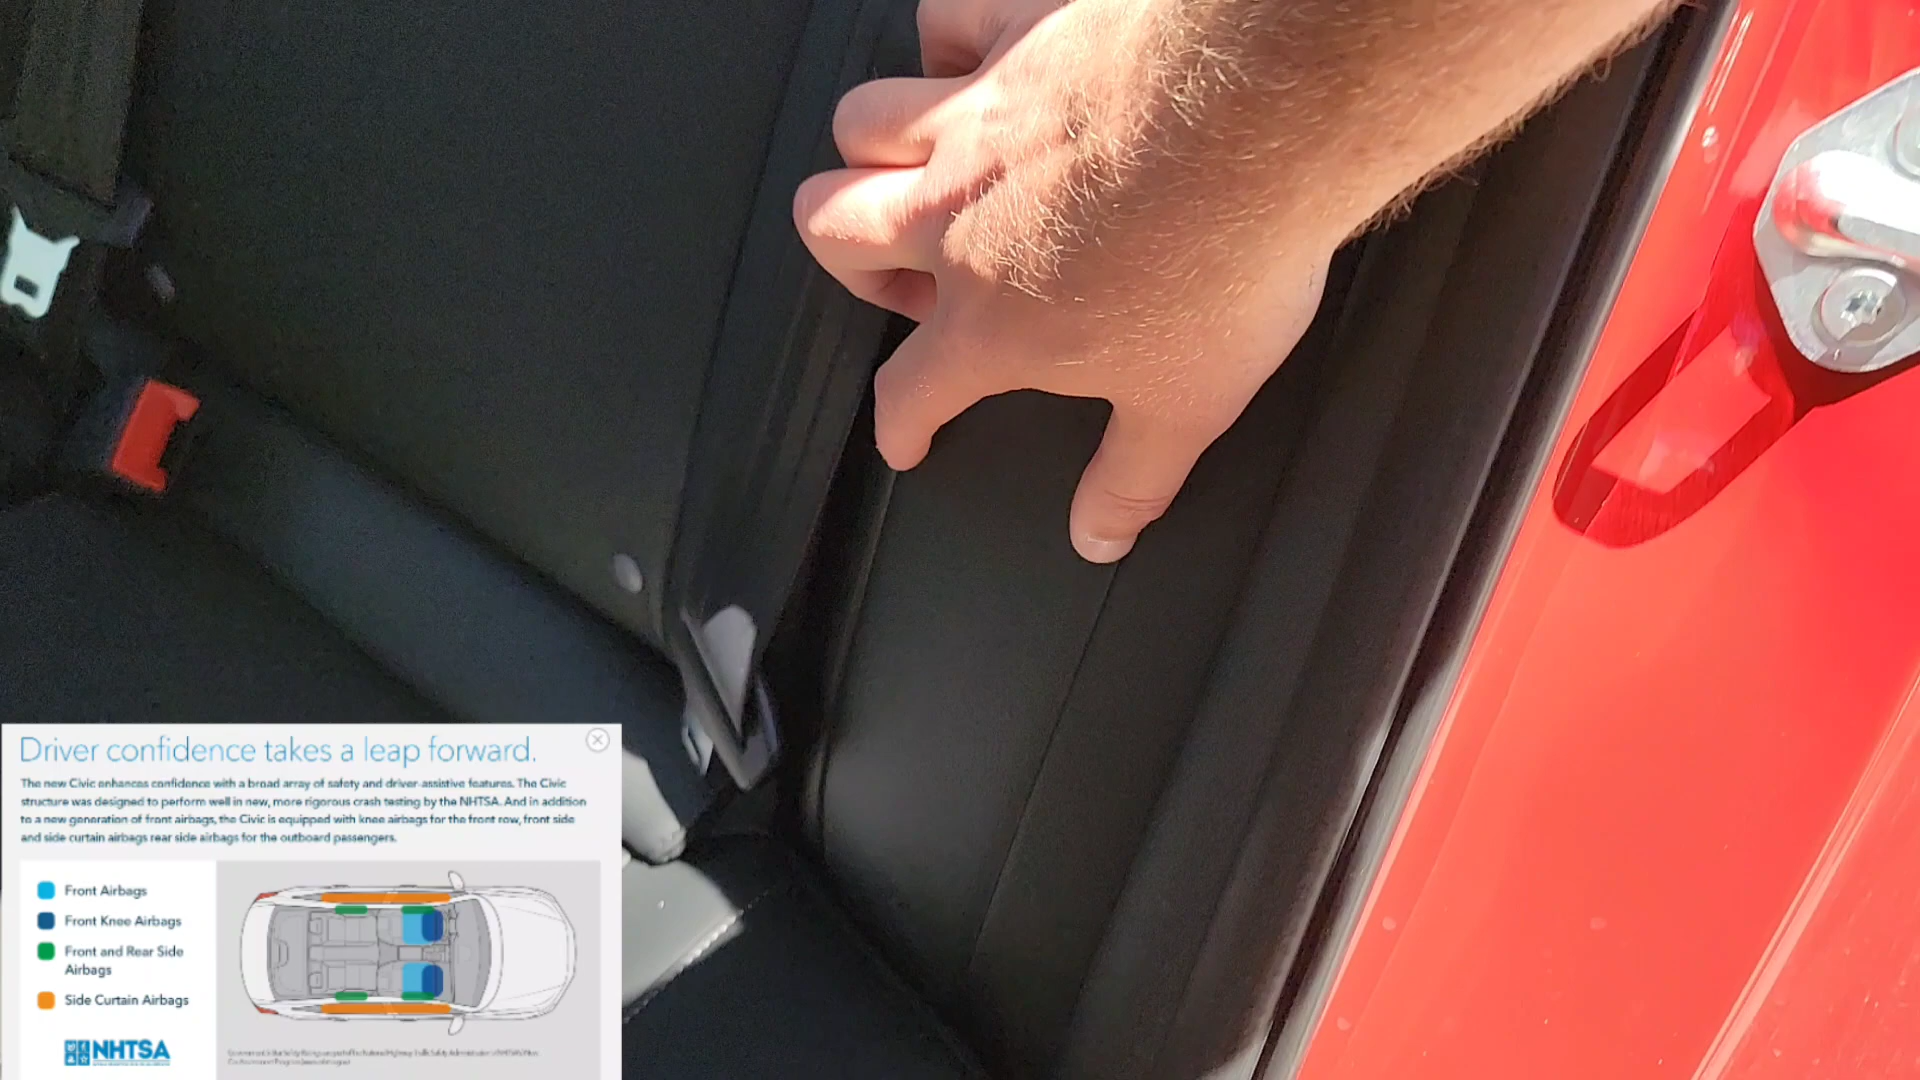 Driver confidence takes a leap forward.
The new Civic enhances confidence with a broad array of safety and driver-assistive features. The Civic
structure was designed to perform well in new, more rigorous crash testing by the NHTSA. And in addition
to a new generation of front airbags, the Civic is equipped with knee airbags for the front row, front side
and side curtain airbags rear side airbags for the outboard passengers.
Front Airbags
Front Knee Airbags
Front and Rear Side
Airbags
Side Curtain Airbags
NHTSA